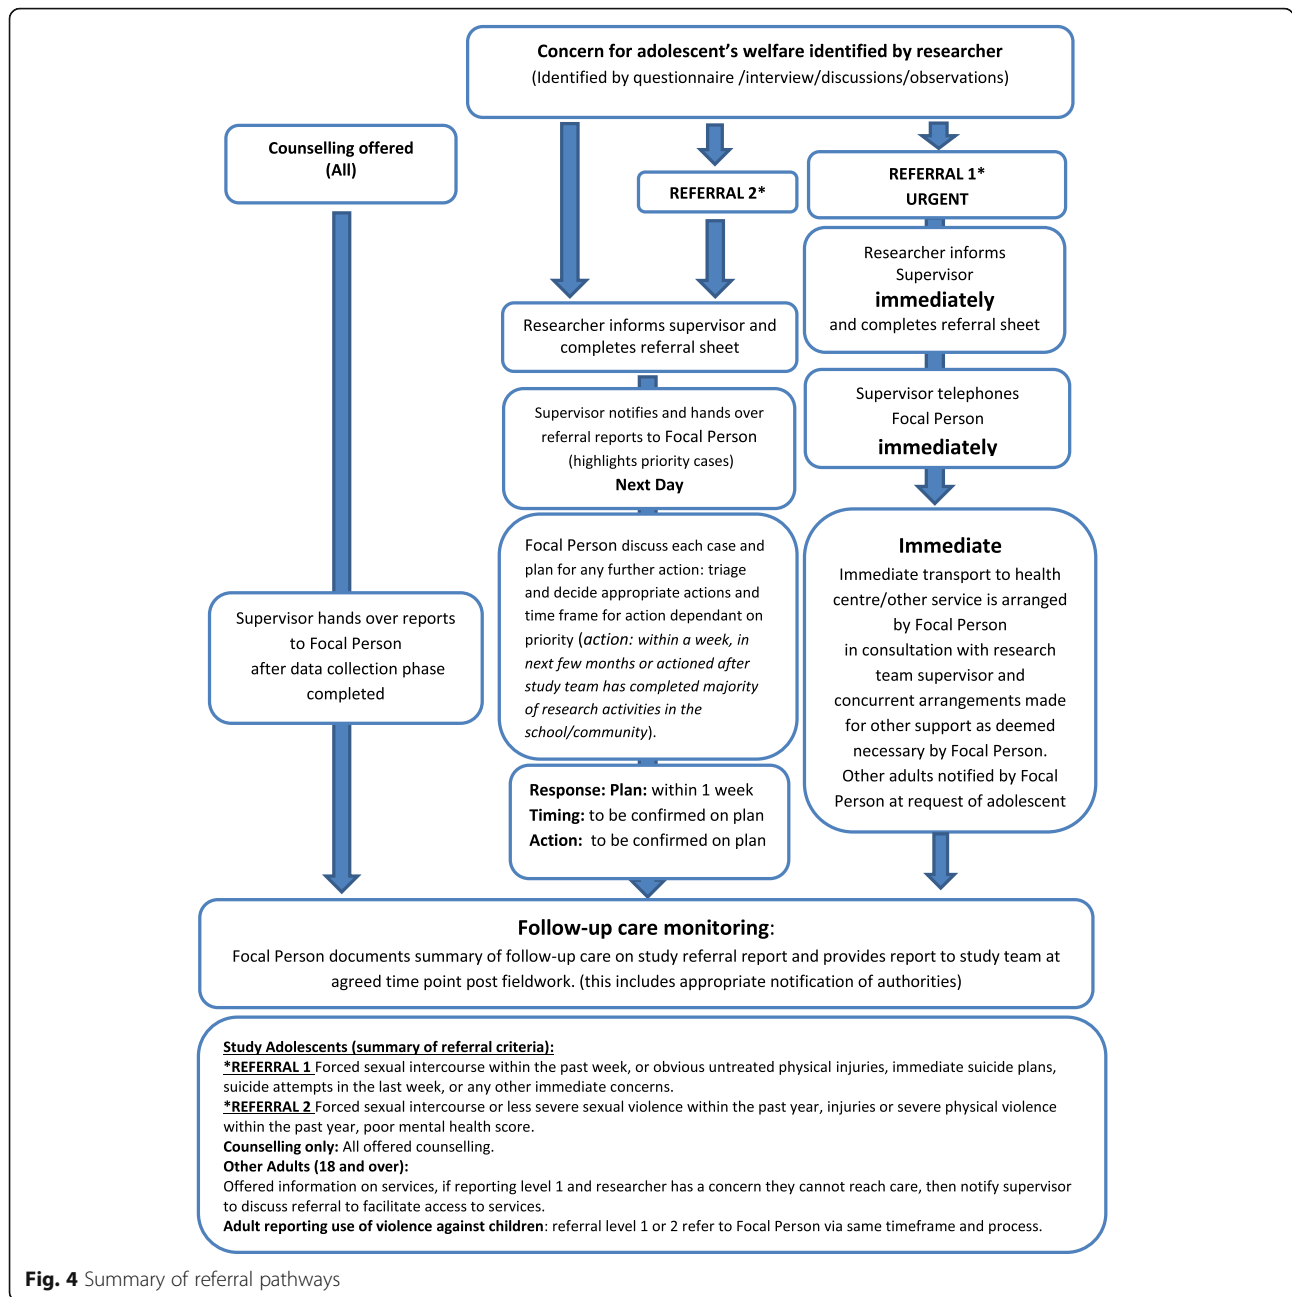 Concern for adolescent's welfare identified by researcher
(Identified by questionnaire /interview/discussions/observations)
Counselling offered
(All)
REFERRAL 2*
REFERRAL 1*
URGENT
Researcher informs
Supervisor
immediately
and completes referral sheet
Researcher informs supervisor and
completes referral sheet
Supervisor telephones
Focal Person
immediately
Supervisor notifies and hands over
referral reports to Focal Person
(highlights priority cases)
Next Day
Focal Person discuss each case and
plan for any further action: triage
and decide appropriate actions and
time frame for action dependant on
priority (action: within a week, in
next few months or actioned after
study team has completed majority
of research activities in the
school/community).
Immediate
Immediate transport to health
centre/other service is arranged
by Focal Person
in consultation with research
team supervisor and
concurrent arrangements made
for other support as deemed
necessary by Focal Person.
Other adults notified by Focal
Person at request of adolescent
Supervisor hands over reports
to Focal Person
after data collection phase
completed
Response: Plan: within 1 week
Timing: to be confirmed on plan
Action: to be confirmed on plan
Follow-up care monitoring:
Focal Person documents summary of follow-up care on study referral report and provides report to study team at
agreed time point post fieldwork. (this includes appropriate notification of authorities)
Study Adolescents (summary of referral criteria):
*REFERRAL 1 Forced sexual intercourse within the past week, or obvious untreated physical injuries, immediate suicide plans,
suicide attempts in the last week, or any other immediate concerns.
*REFERRAL 2 Forced sexual intercourse or less severe sexual violence within the past year, injuries or severe physical violence
within the past year, poor mental health score.
Counselling only: All offered counselling.
Other Adults (18 and over):
Offered information on services, if reporting level 1 and researcher has a concern they cannot reach care, then notify supervisor
to discuss referral to facilitate access to services.
Adult reporting use of violence against children: referral level 1 or 2 refer to Focal Person via same timeframe and process.
Fig. 4 Summary of referral pathways